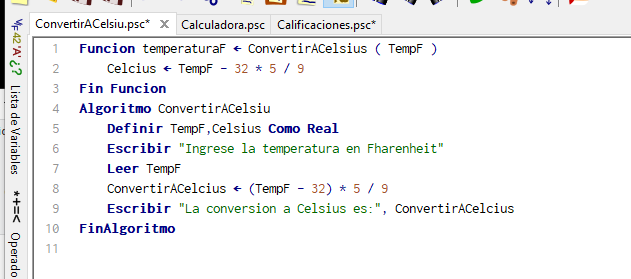 ConvertirACelsiu.psc* X Calculadora.psc Calificaciones.psc*
1 Funcion temperaturaF ← ConvertirACelsius ( TempF )
2 Celcius ← TempF - 32 * 5 / 9
3 Fin Funcion
4 Algoritmo ConvertirACelsiu
5 Definir TempF,Celsius Como Real
6 Escribir "Ingrese la temperatura en Fharenheit"
7 Leer TempF
8 ConvertirACelcius ← (TempF - 32) * 5 / 9
9 Escribir "La conversion a Celsius es:", ConvertirACelcius
10 FinAlgoritmo
11
42 'A' ¿?
Lista de Variables
*+=<
Operado